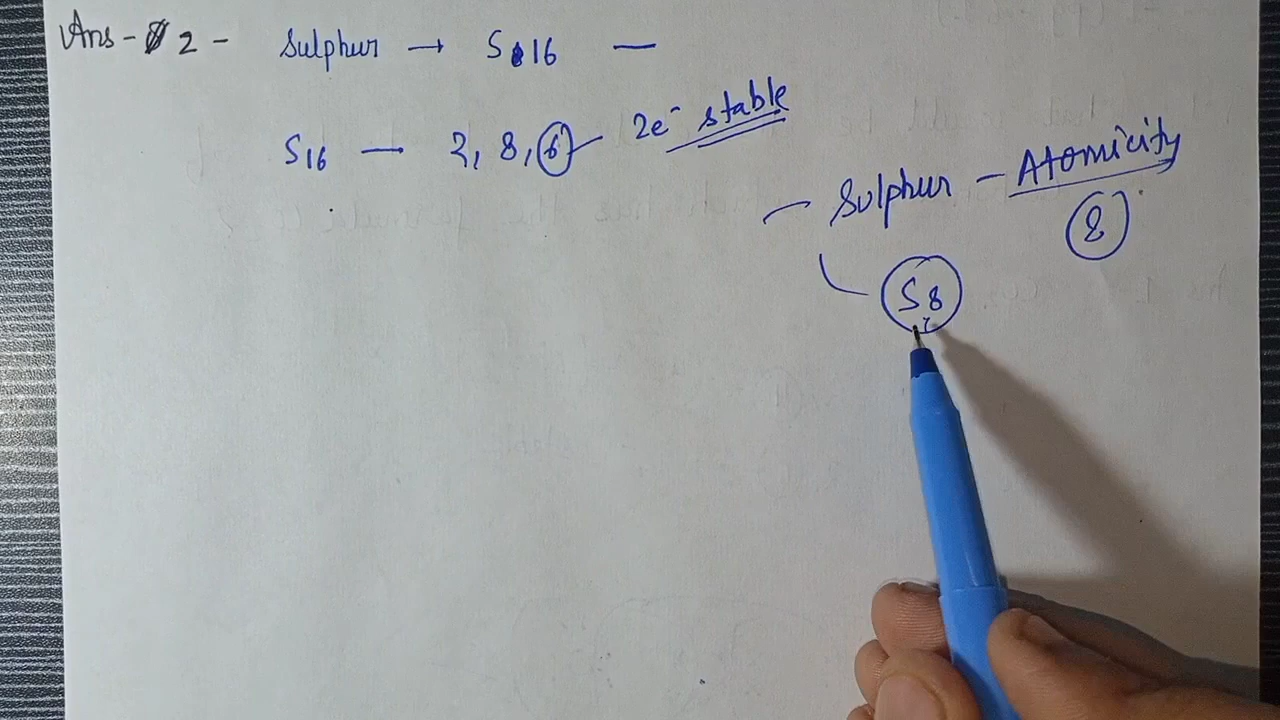 Ans - 2 - Sulphur → S 16 —
S16 — 2, 8, 6 - 2e⁻ stable
- Sulphur - Atomicity
8
S8